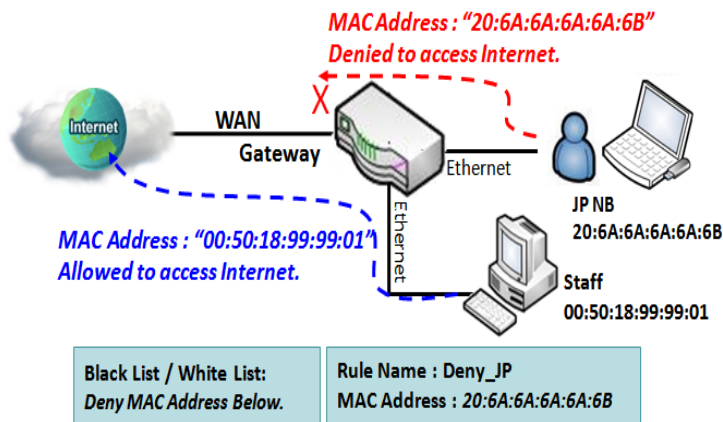 MAC Address : “20:6A:6A:6A:6A:6B”
Denied to access Internet.
Internet
WAN
Gateway
Ethernet
Ethernet
JP NB
20:6A:6A:6A:6A:6B
MAC Address : “00:50:18:99:99:01”
Allowed to access Internet.
Staff
00:50:18:99:99:01
Black List / White List:
Deny MAC Address Below.
Rule Name : Deny_JP
MAC Address : 20:6A:6A:6A:6A:6B